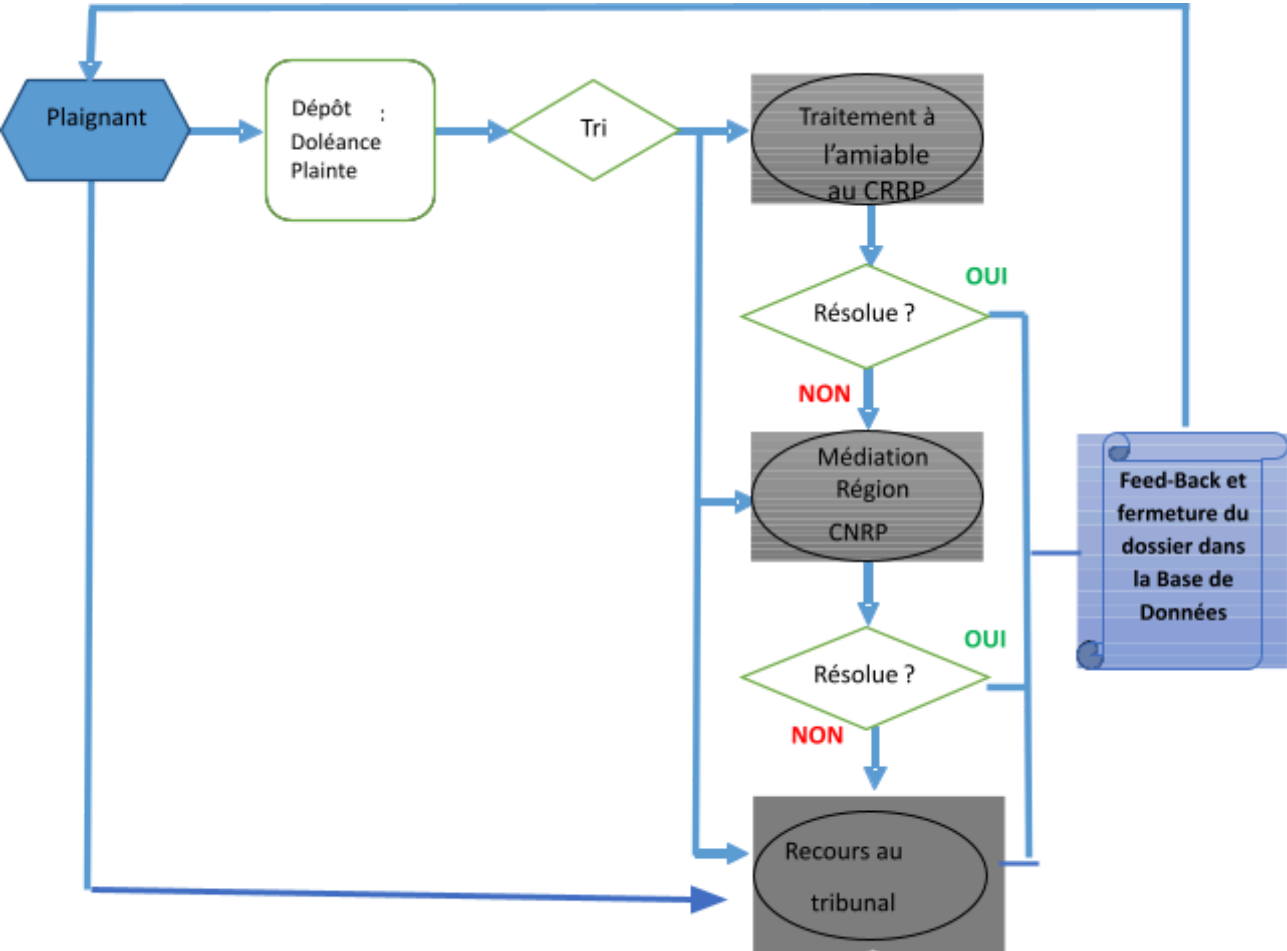 Plaignant
Dépôt :
Doléance
Plainte
Tri
Traitement à
l'amiable
au CRRP
Résolue ?
OUI
NON
Médiation
Région
CNRP
Résolue ?
OUI
NON
Recours au
tribunal
Feed-Back et
fermeture du
dossier dans
la Base de
Données